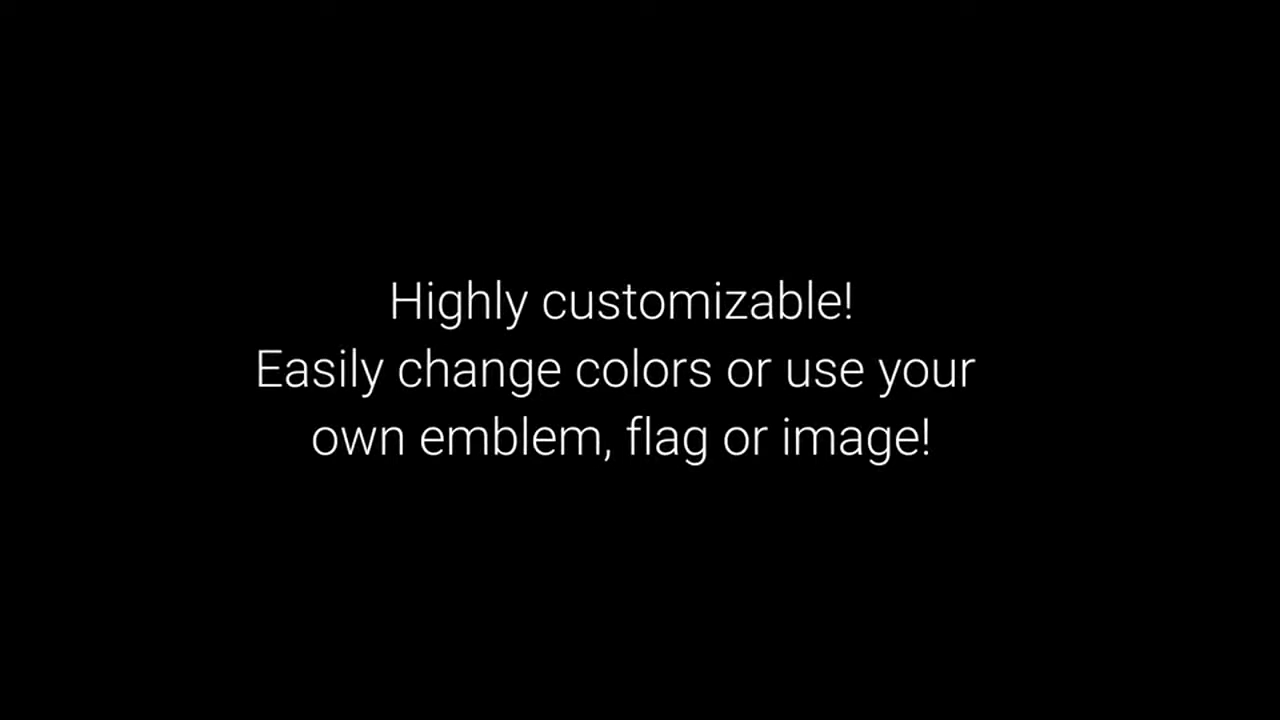 Highly customizable!
Easily change colors or use your
own emblem, flag or image!